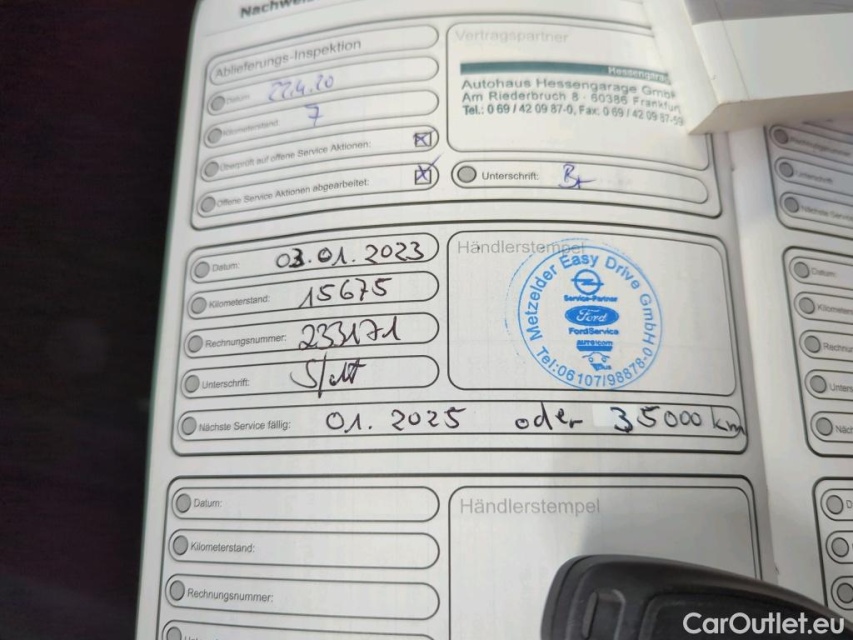 Ablieferungs-Inspektion
Datum: 22.4.20
Kilometerstand: 7
Überprüft auf offene Service Aktionen:
Offene Service Aktionen abgearbeitet:
Vertragspartner
Hessengarage
Autohaus Hessengarage GmbH
Am Riederbruch 8 · 60386 Frankfurt
Tel.: 0 69 / 42 09 87-0, Fax: 0 69 / 42 09 87-59
Unterschrift:
Datum: 03.01.2023
Kilometerstand: 15675
Rechnungsnummer: 233171
Unterschrift:
Nächste Service fällig: 01. 2025 oder 35000 km
Händlerstempel
Metzelder Easy Drive GmbH
Service-Partner
Ford
FordService
Tel.:06107/98878-0
Datum:
Kilometerstand:
Rechnungsnummer:
Händlerstempel
Datum:
Unterschrift
CarOutlet.eu